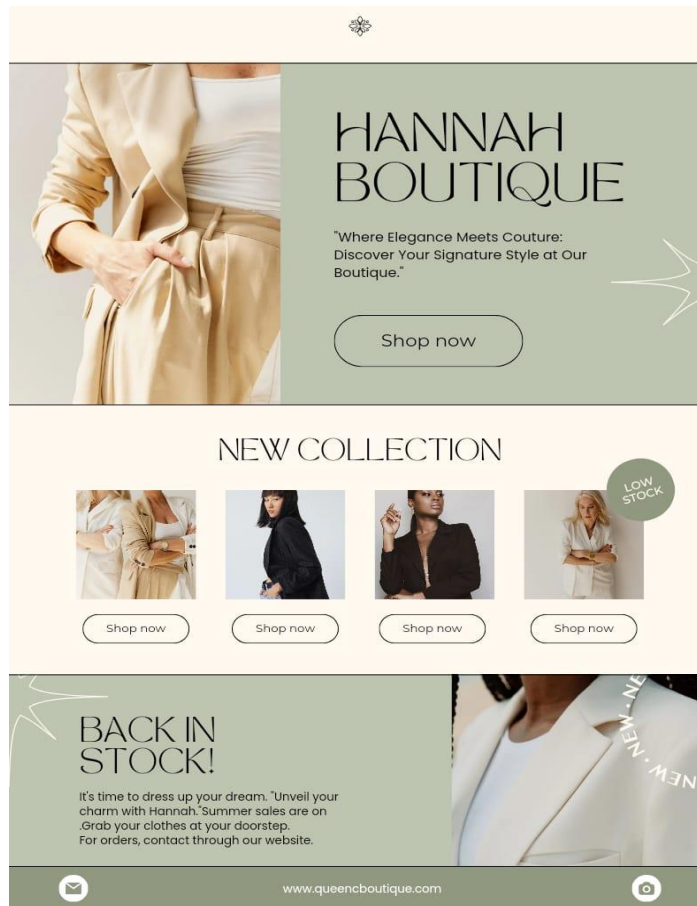 HANNAH
BOUTIQUE
"Where Elegance Meets Couture:
Discover Your Signature Style at Our
Boutique."
Shop now
NEW COLLECTION
LOW
STOCK
Shop now
Shop now
Shop now
Shop now
BACK IN
STOCK!
It's time to dress up your dream. "Unveil your
charm with Hannah."Summer sales are on
.Grab your clothes at your doorstep.
For orders, contact through our website.
NEW • NEW • NE
www.queencboutique.com